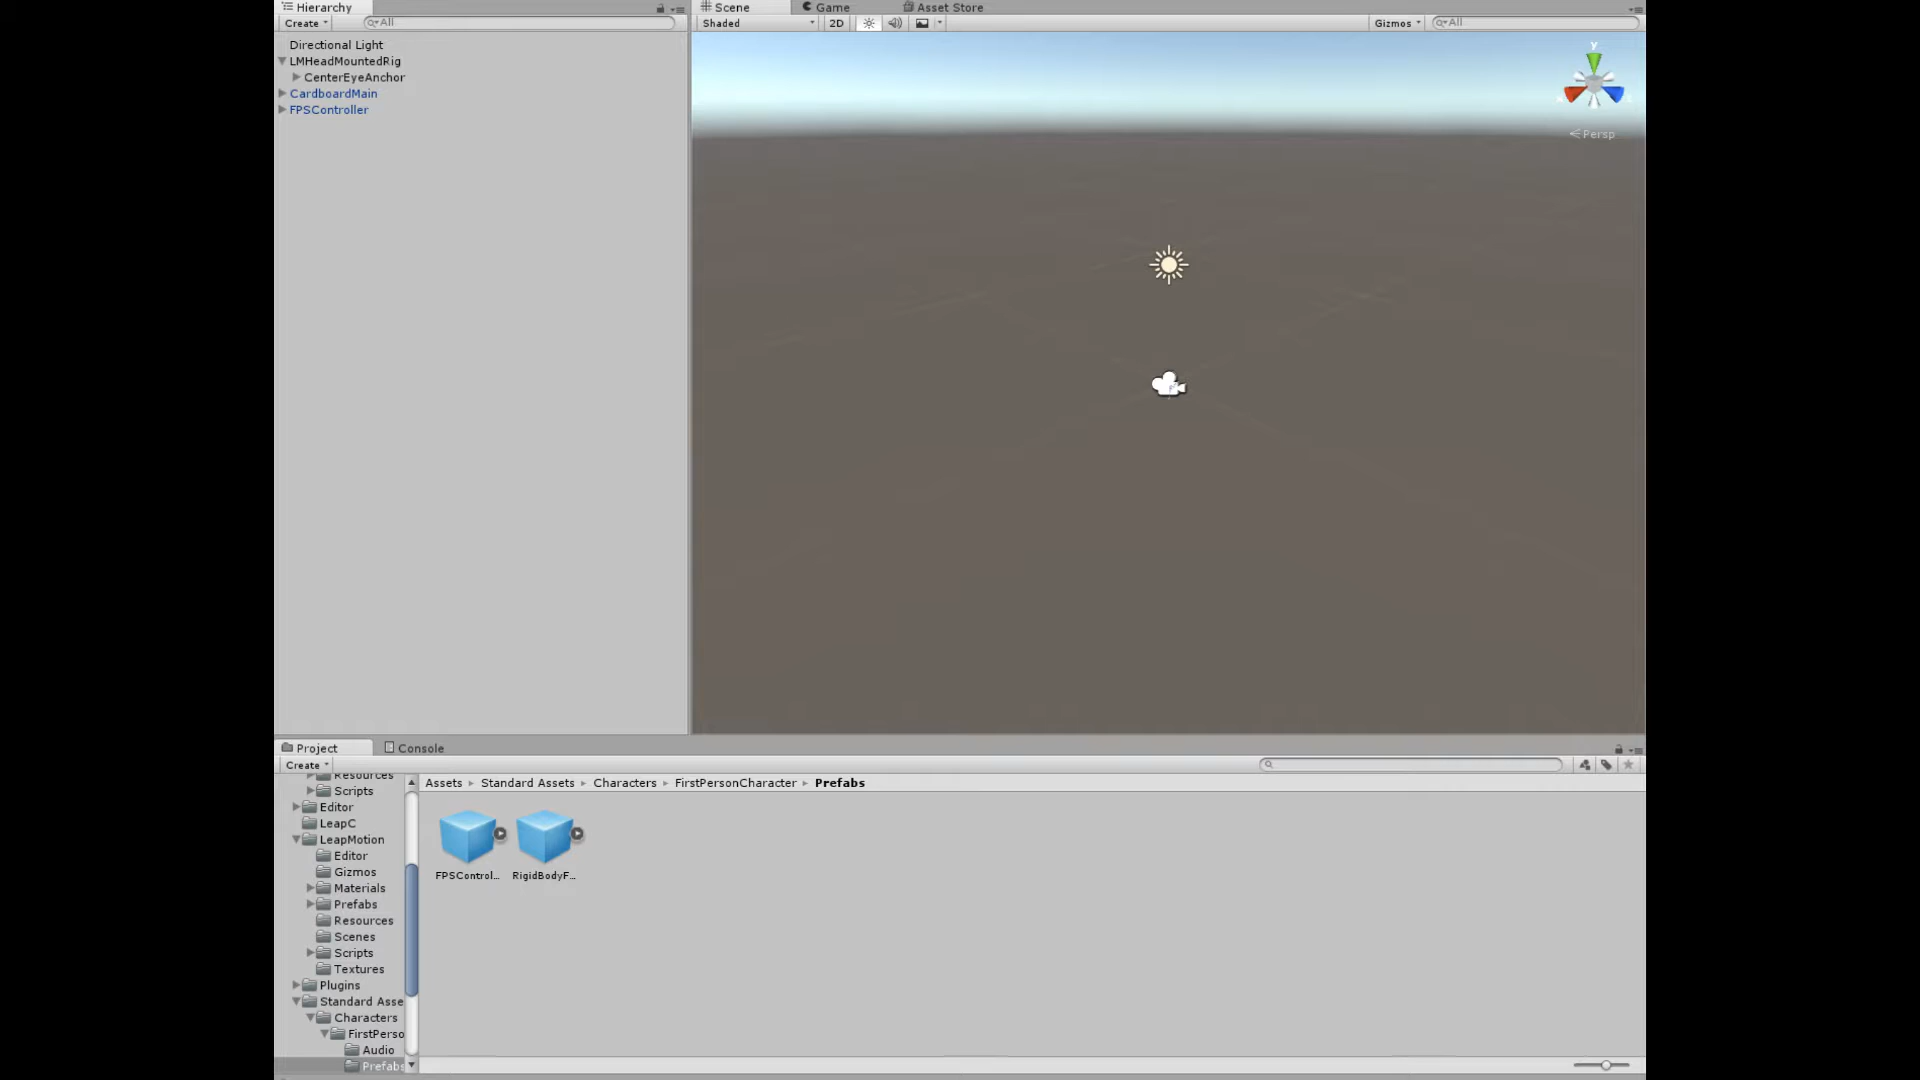 Hierarchy
Create
All
Directional Light
LMHeadMountedRig
CenterEyeAnchor
CardboardMain
FPSController
Scene
Game
Asset Store
Shaded
2D
Gizmos
All
y
Persp
Project
Console
Create
Resources
Scripts
Editor
LeapC
LeapMotion
Editor
Gizmos
Materials
Prefabs
Resources
Scenes
Scripts
Textures
Plugins
Standard Asse
Characters
FirstPerso
Audio
Prefabs
Assets Standard Assets Characters FirstPersonCharacter Prefabs
FPSControl...
RigidBodyF...